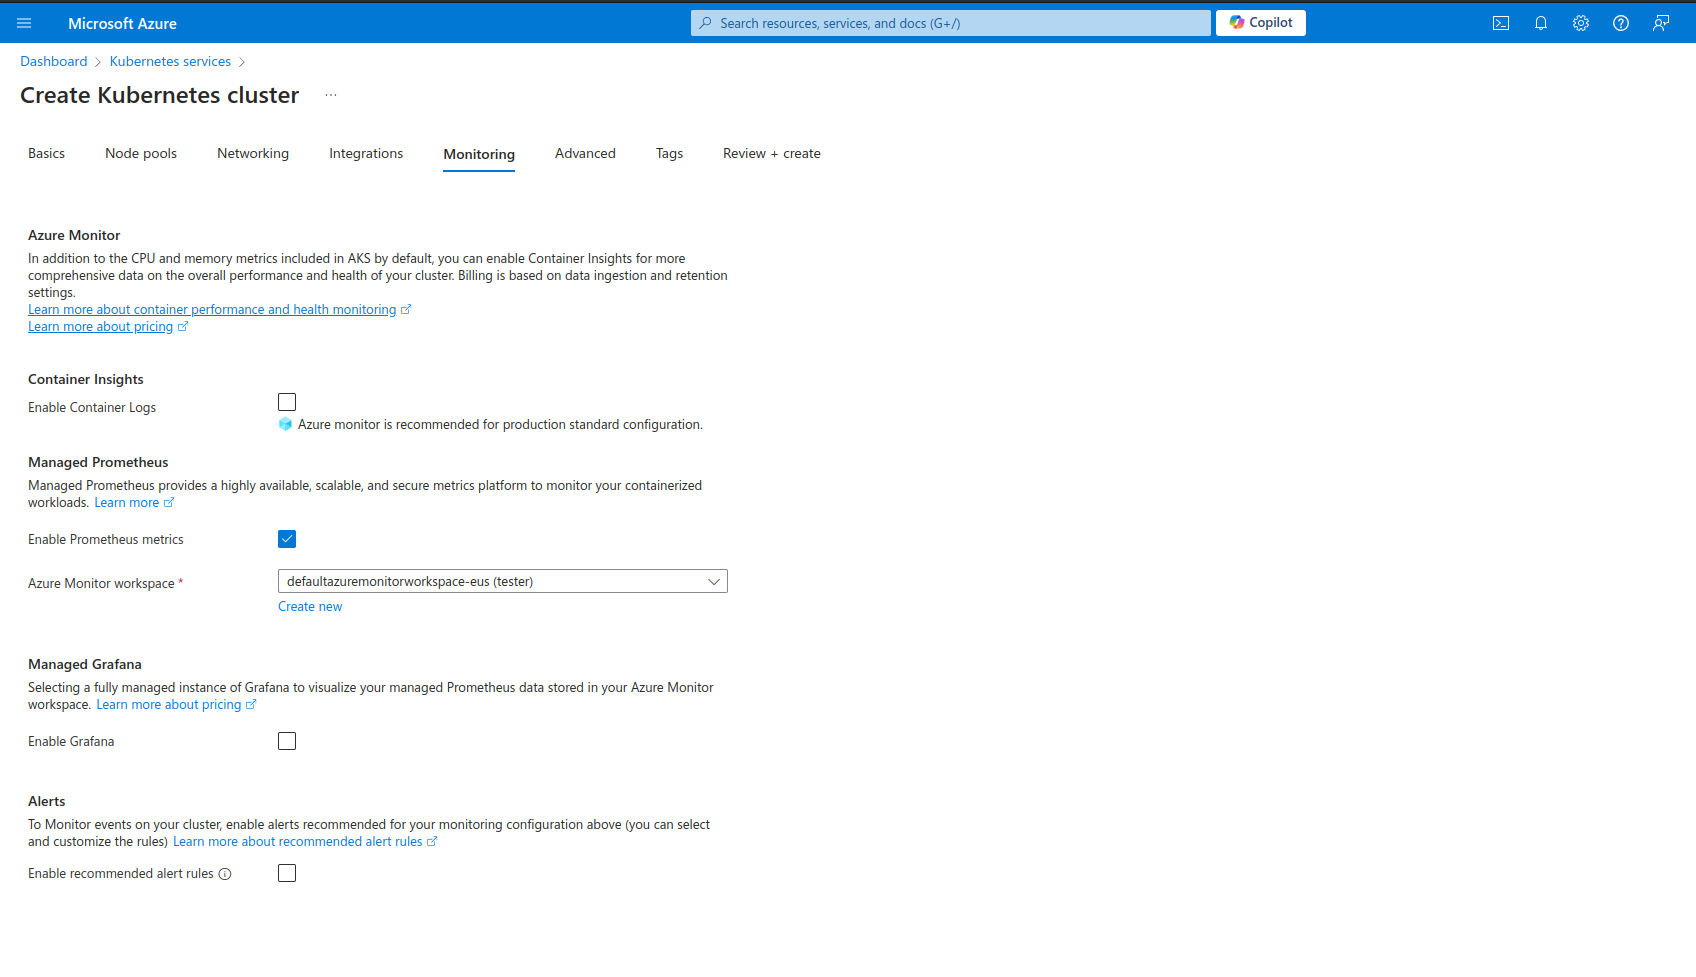 Microsoft Azure
Search resources, services, and docs (G+/)
Copilot
Dashboard > Kubernetes services >
Create Kubernetes cluster ...
Basics Node pools Networking Integrations Monitoring Advanced Tags Review + create
Azure Monitor
In addition to the CPU and memory metrics included in AKS by default, you can enable Container Insights for more
comprehensive data on the overall performance and health of your cluster. Billing is based on data ingestion and retention
settings.
Learn more about container performance and health monitoring
Learn more about pricing
Container Insights
Enable Container Logs
Azure monitor is recommended for production standard configuration.
Managed Prometheus
Managed Prometheus provides a highly available, scalable, and secure metrics platform to monitor your containerized
workloads. Learn more
Enable Prometheus metrics
Azure Monitor workspace *
defaultazuremonitorworkspace-eus (tester)
Create new
Managed Grafana
Selecting a fully managed instance of Grafana to visualize your managed Prometheus data stored in your Azure Monitor
workspace. Learn more about pricing
Enable Grafana
Alerts
To Monitor events on your cluster, enable alerts recommended for your monitoring configuration above (you can select
and customize the rules) Learn more about recommended alert rules
Enable recommended alert rules